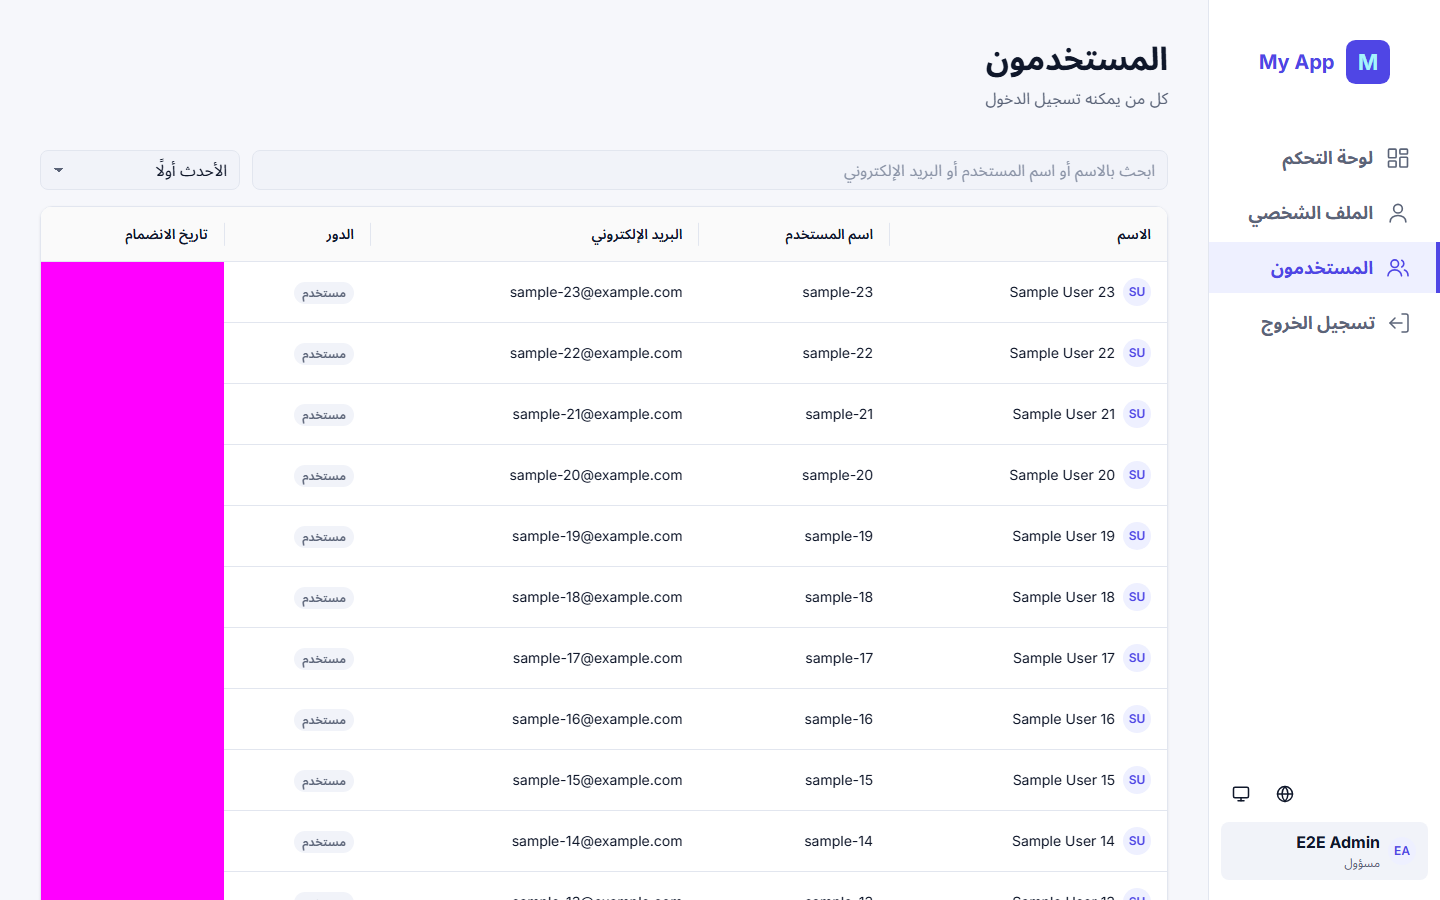 M My App
لوحة التحكم
الملف الشخصي
المستخدمون
تسجيل الخروج
E2E Admin
EA
مسؤول
المستخدمون
كل من يمكنه تسجيل الدخول
ابحث بالاسم أو اسم المستخدم أو البريد الإلكتروني
الأحدث أولًا
الاسم اسم المستخدم البريد الإلكتروني الدور تاريخ الانضمام
SU Sample User 23 sample-23 sample-23@example.com مستخدم
SU Sample User 22 sample-22 sample-22@example.com مستخدم
SU Sample User 21 sample-21 sample-21@example.com مستخدم
SU Sample User 20 sample-20 sample-20@example.com مستخدم
SU Sample User 19 sample-19 sample-19@example.com مستخدم
SU Sample User 18 sample-18 sample-18@example.com مستخدم
SU Sample User 17 sample-17 sample-17@example.com مستخدم
SU Sample User 16 sample-16 sample-16@example.com مستخدم
SU Sample User 15 sample-15 sample-15@example.com مستخدم
SU Sample User 14 sample-14 sample-14@example.com مستخدم